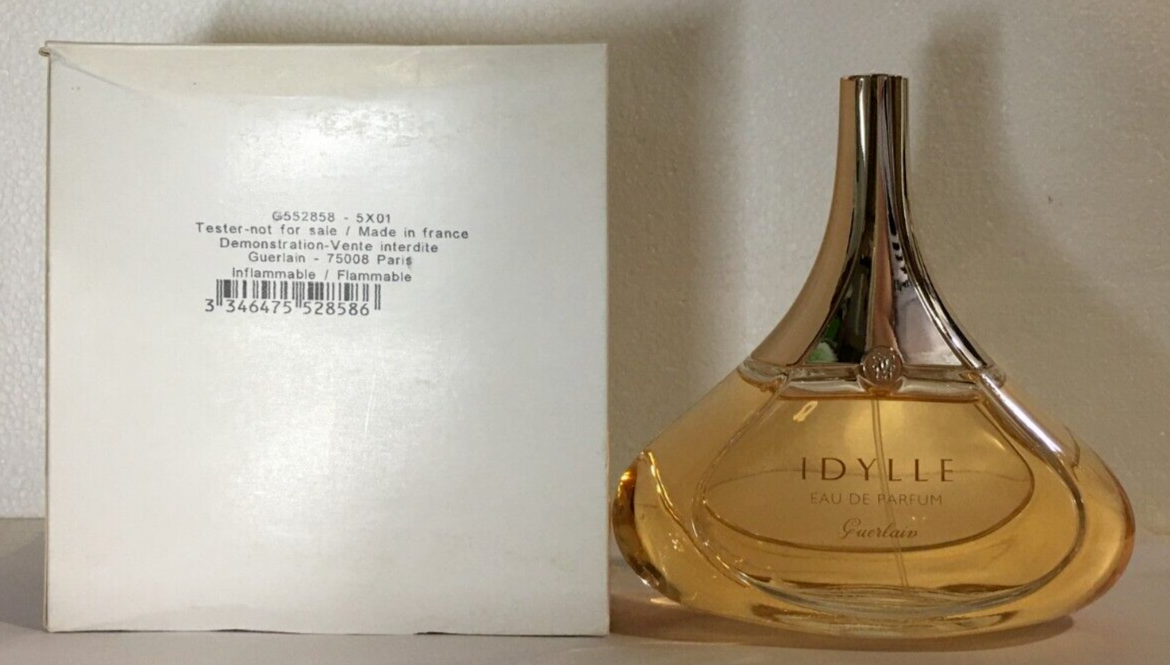 G552858 - 5X01
Tester-not for sale / Made in france
Demonstration-Vente interdite
Guerlain - 75008 Paris
Inflammable / Flammable
3 346475 528586
IDYLLE
EAU DE PARFUM
Guerlain